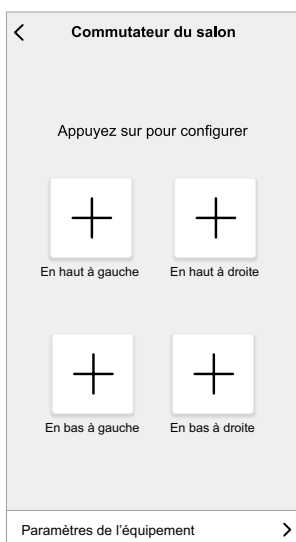 Commutateur du salon
Appuyez sur pour configurer
En haut à gauche En haut à droite
En bas à gauche En bas à droite
Paramètres de l’équipement